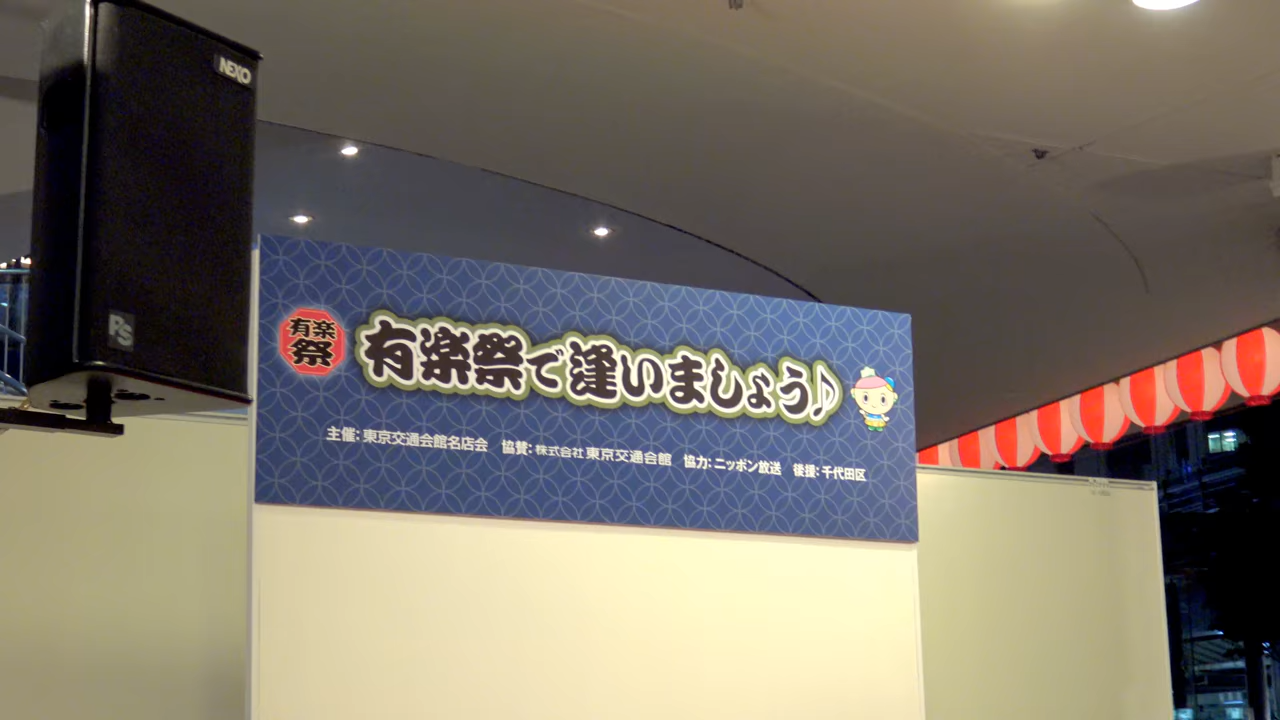 NEXO
PS
有楽
祭
有楽祭で逢いましょう♪
主催:東京交通会館名店会 協賛:株式会社東京交通会館 協力:ニッポン放送 後援:千代田区